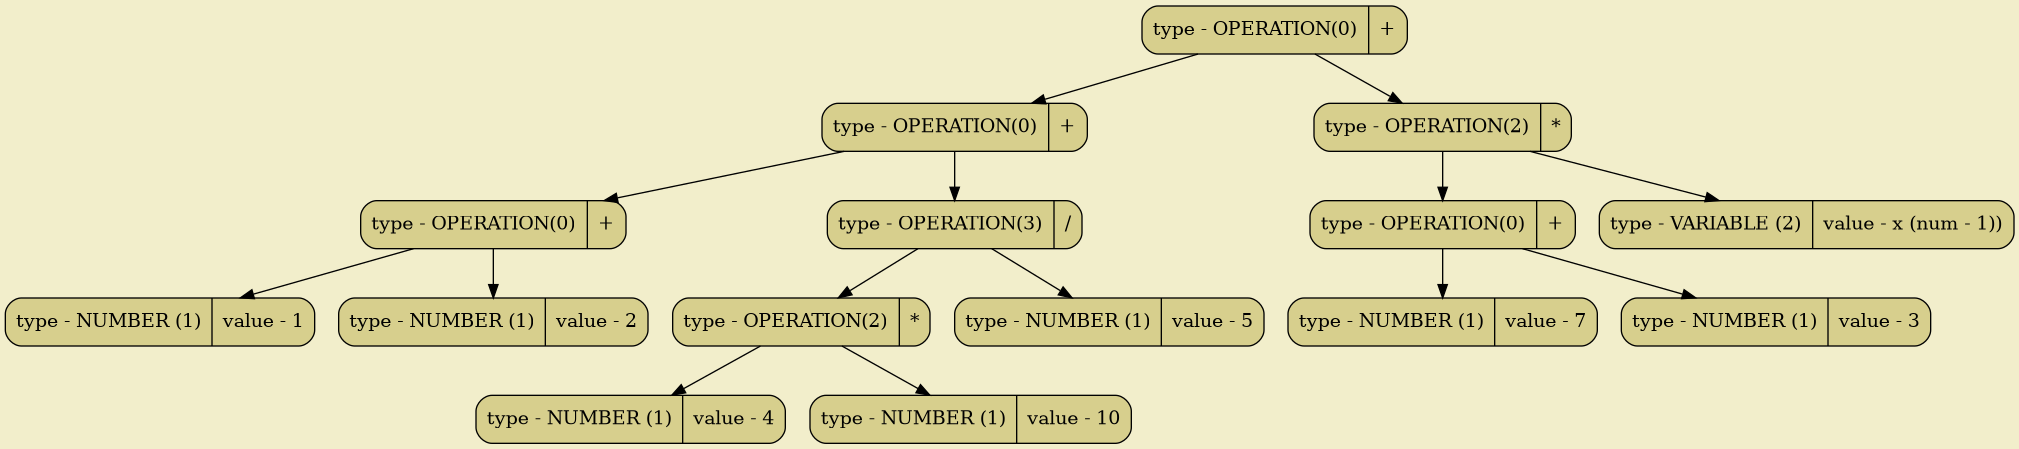 type - OPERATION(0) +
type - OPERATION(0) +
type - OPERATION(2) *
type - OPERATION(0) +
type - OPERATION(3) /
type - OPERATION(0) +
type - VARIABLE (2) value - x (num - 1))
type - NUMBER (1) value - 1
type - NUMBER (1) value - 2
type - OPERATION(2) *
type - NUMBER (1) value - 5
type - NUMBER (1) value - 7
type - NUMBER (1) value - 3
type - NUMBER (1) value - 4
type - NUMBER (1) value - 10